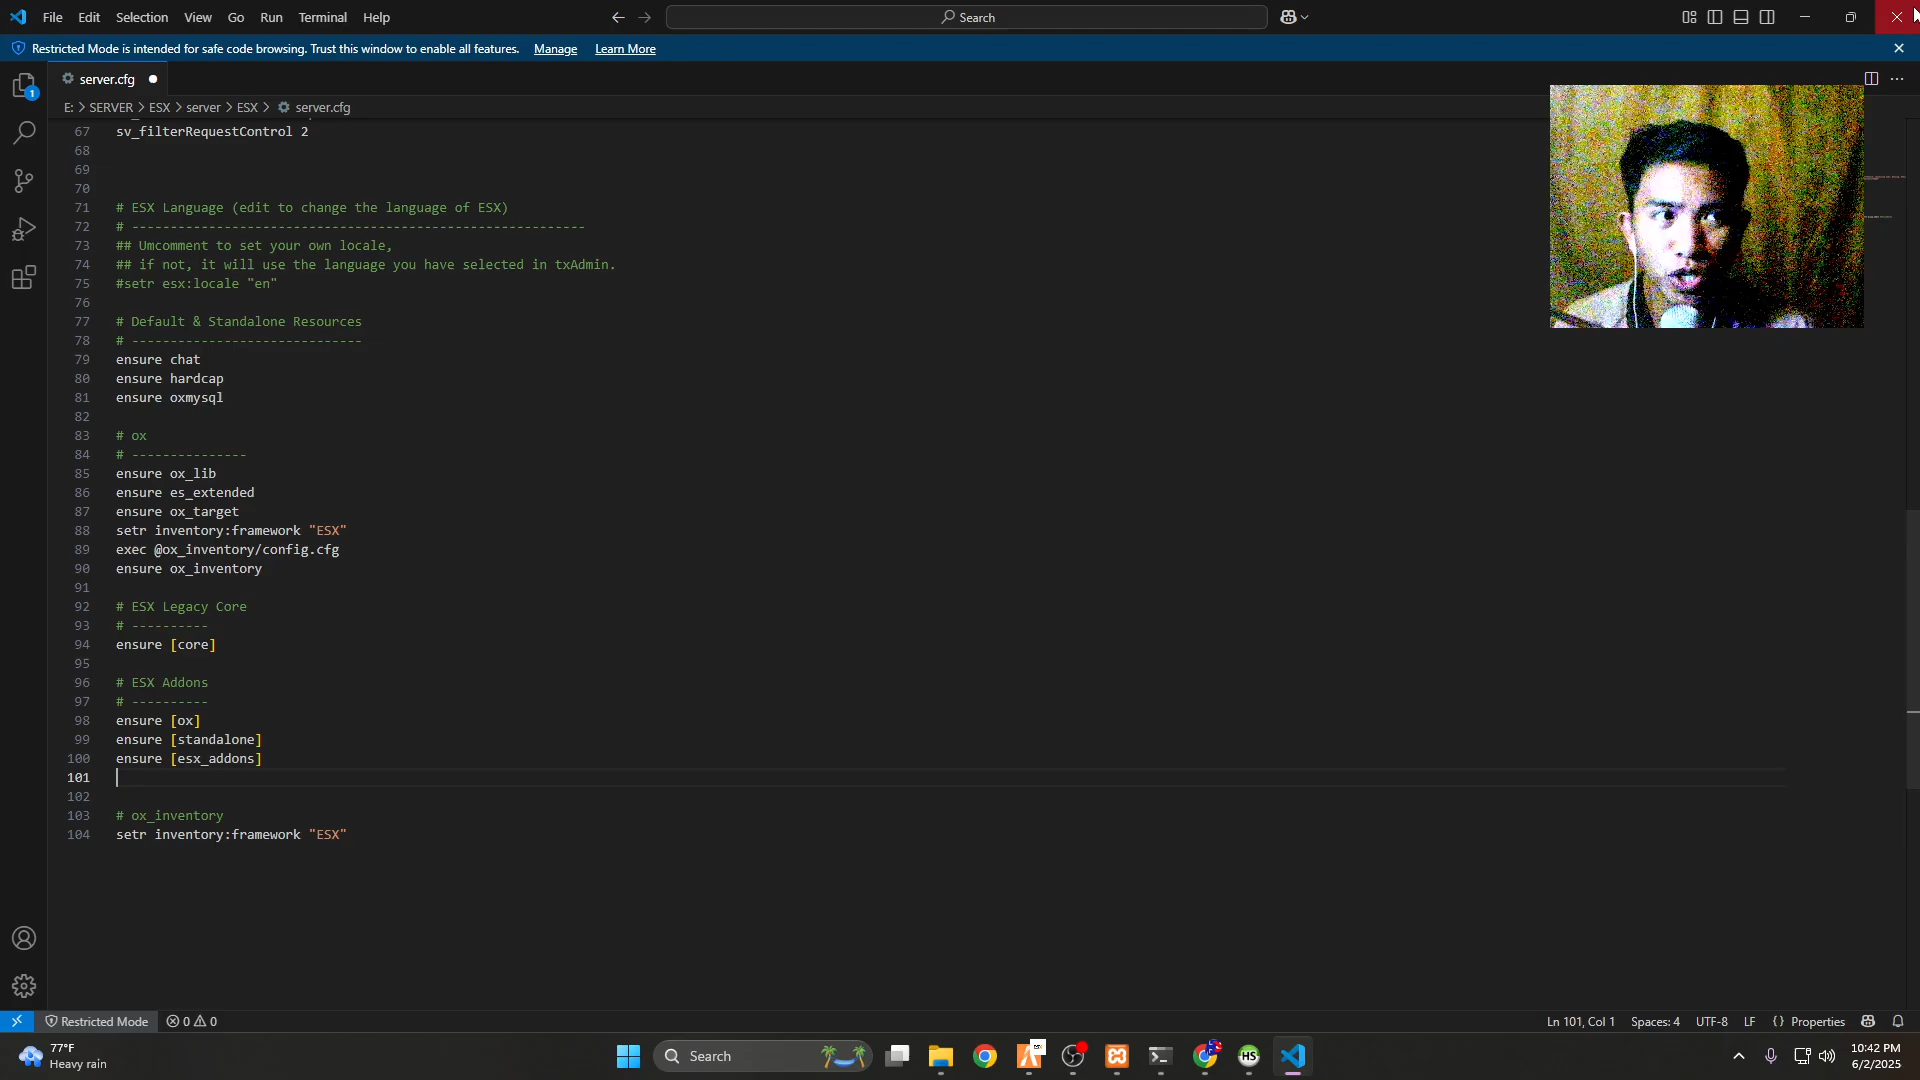 File Edit Selection View Go Run Terminal Help
Search
Restricted Mode is intended for safe code browsing. Trust this window to enable all features. Manage Learn More
1
server.cfg
E: > SERVER > ESX > server > ESX > server.cfg
67 sv_filterRequestControl 2
68
69
70
71 # ESX Language (edit to change the language of ESX)
72 # -----------------------------------------------------------
73 ## Umcomment to set your own locale,
74 ## if not, it will use the language you have selected in txAdmin.
75 #setr esx:locale "en"
76
77 # Default & Standalone Resources
78 # ------------------------------
79 ensure chat
80 ensure hardcap
81 ensure oxmysql
82
83 # ox
84 # ---------------
85 ensure ox_lib
86 ensure es_extended
87 ensure ox_target
88 setr inventory:framework "ESX"
89 exec @ox_inventory/config.cfg
90 ensure ox_inventory
91
92 # ESX Legacy Core
93 # ----------
94 ensure [core]
95
96 # ESX Addons
97 # ----------
98 ensure [ox]
99 ensure [standalone]
100 ensure [esx_addons]
101
102
103 # ox_inventory
104 setr inventory:framework "ESX"
Restricted Mode 0 0 Ln 101, Col 1 Spaces: 4 UTF-8 LF {} Properties
77°F
Heavy rain
Search
HS
10:42 PM
6/2/2025